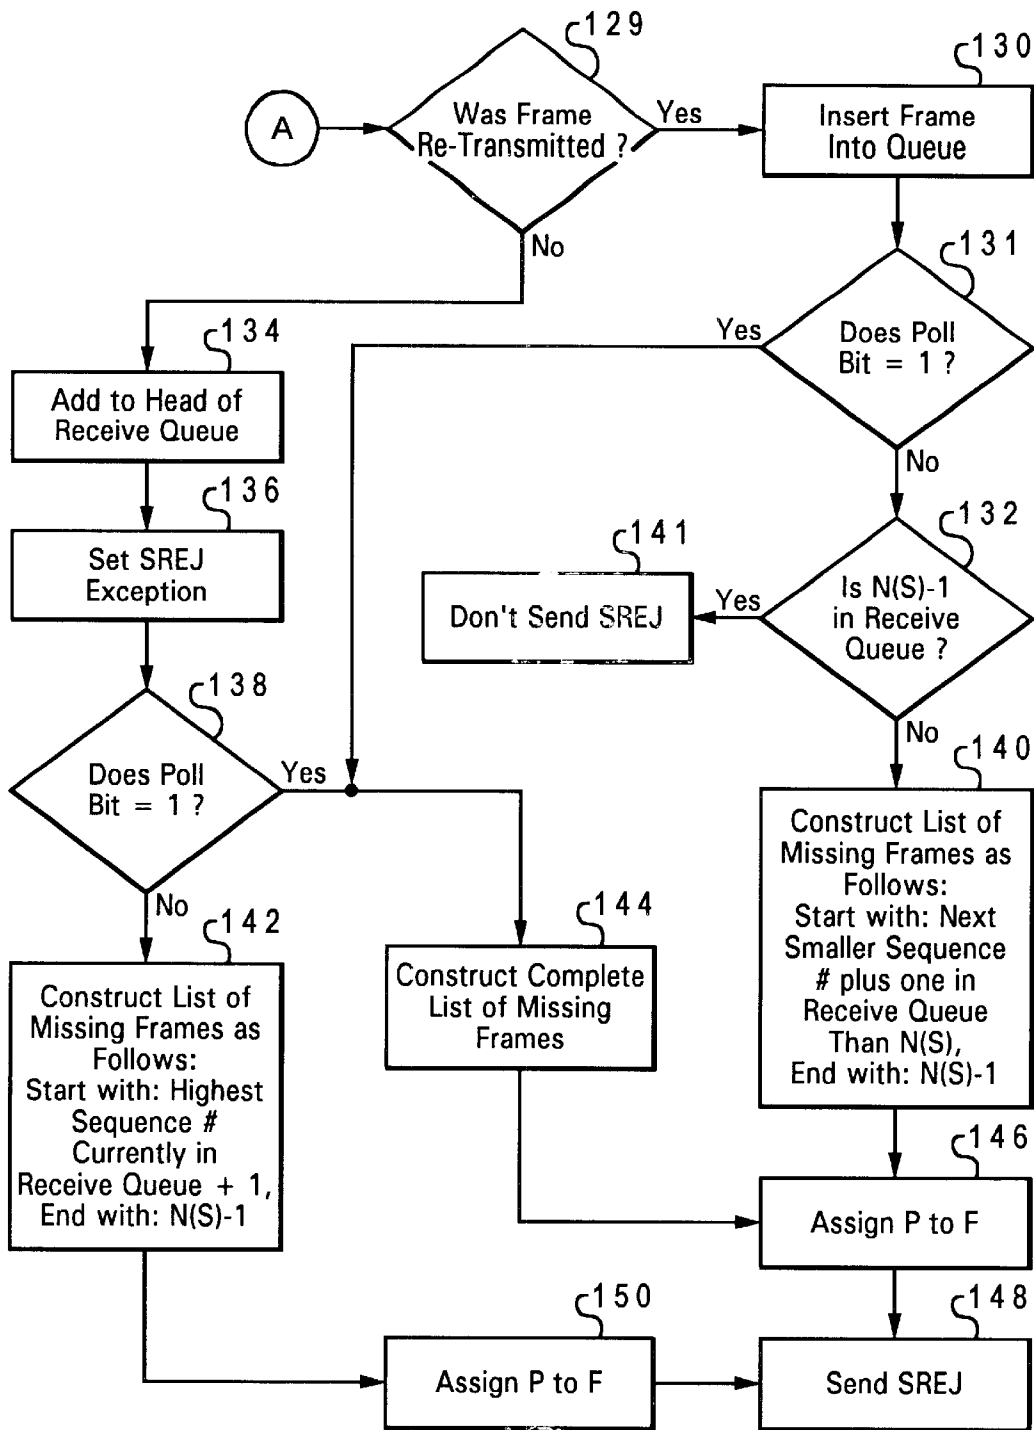 129
A
Was Frame
Re-Transmitted ?
Yes
No
130
Insert Frame
Into Queue
131
Does Poll
Bit = 1 ?
Yes
No
134
Add to Head of
Receive Queue
136
Set SREJ
Exception
132
Is N(S)-1
in Receive
Queue ?
Yes
No
141
Don't Send SREJ
138
Does Poll
Bit = 1 ?
Yes
No
140
Construct List of
Missing Frames as
Follows:
Start with: Next
Smaller Sequence
# plus one in
Receive Queue
Than N(S),
End with: N(S)-1
142
Construct List of
Missing Frames as
Follows:
Start with: Highest
Sequence #
Currently in
Receive Queue + 1,
End with: N(S)-1
144
Construct Complete
List of Missing
Frames
146
Assign P to F
150
Assign P to F
148
Send SREJ